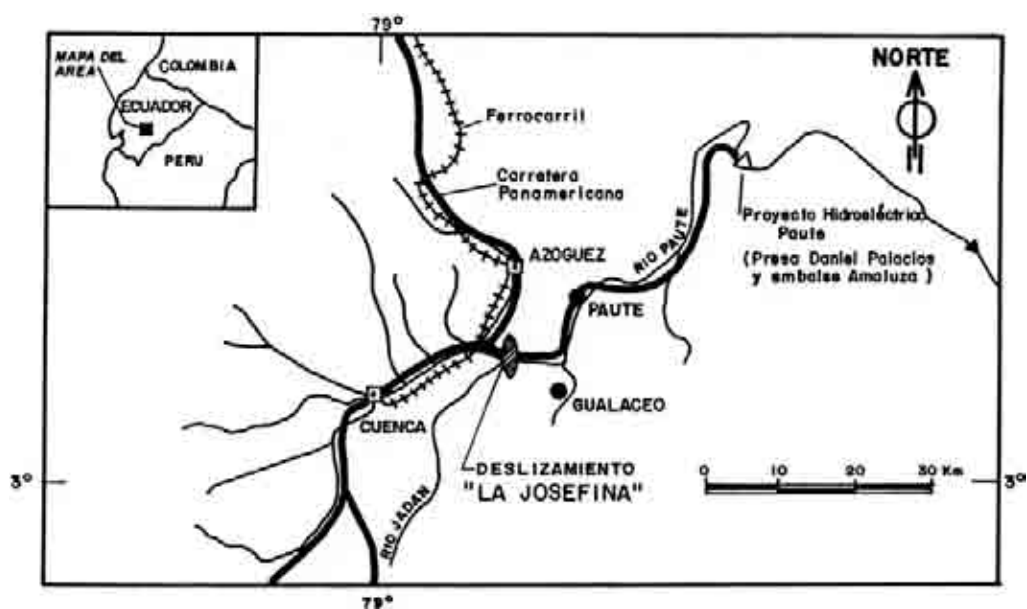 79°
MAPA DEL
AREA
COLOMBIA
ECUADOR
PERU
NORTE
Ferrocarril
Carretera
Panamericana
AZOGUEZ
RIO PAUTE
Proyecto Hidroeléctrico
Paute
(Presa Daniel Palacios
y embalse Amaluza)
PAUTE
GUALACEO
CUENCA
DESLIZAMIENTO
"LA JOSEFINA"
RIO JADAN
0 10 20 30 Km
3°
3°
79°